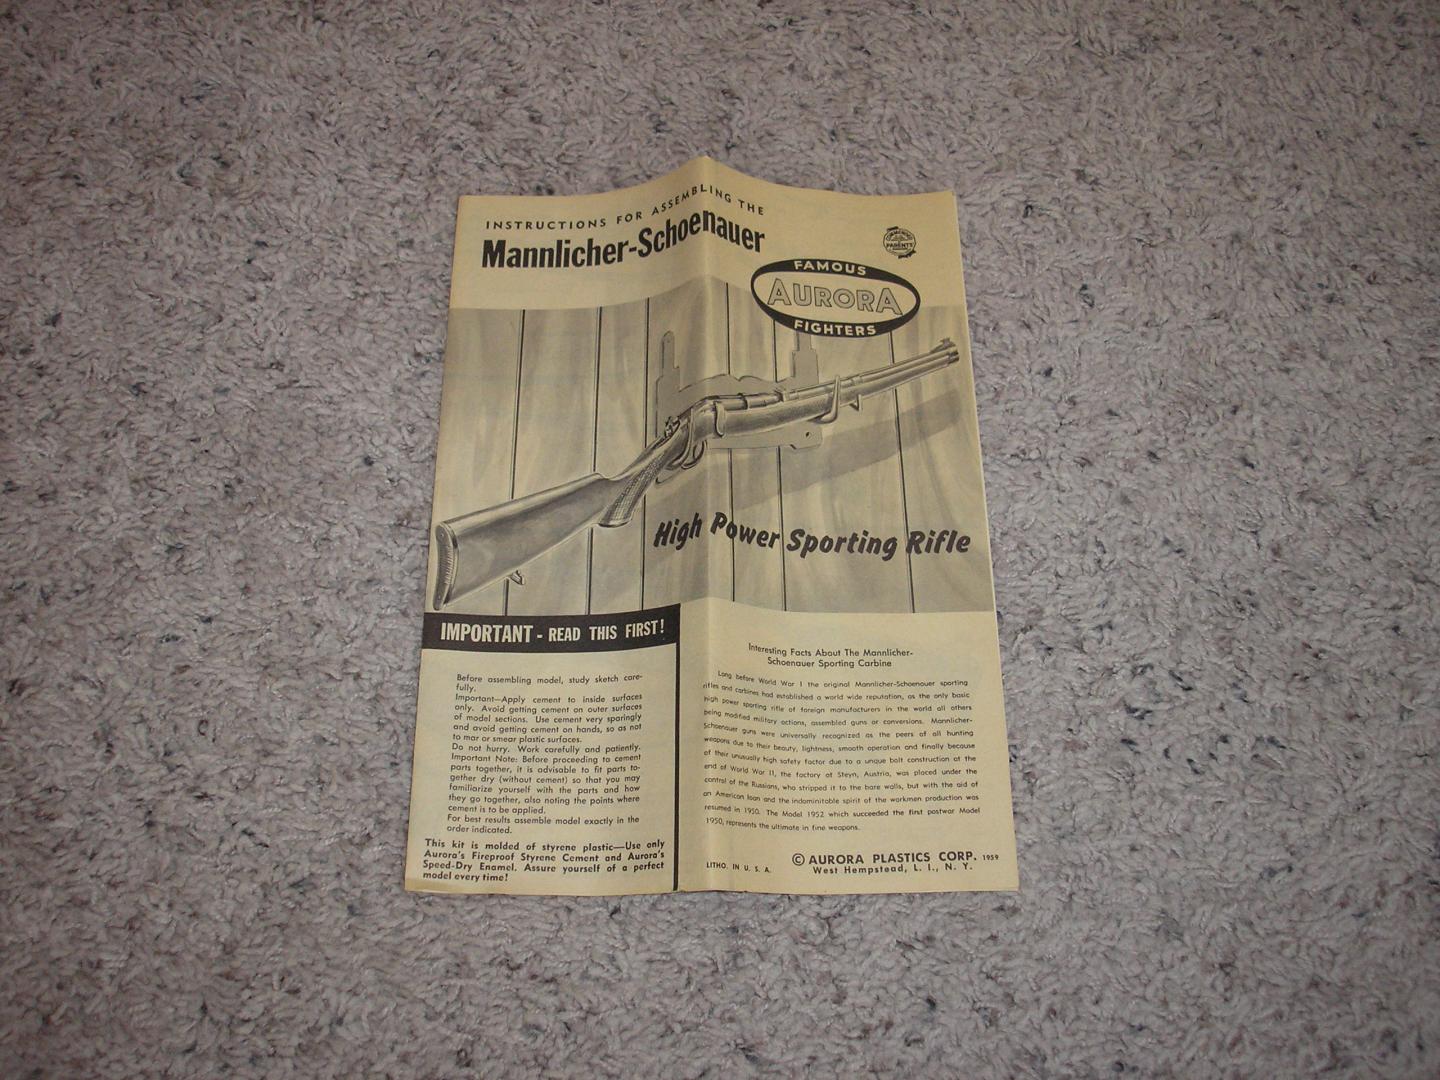 INSTRUCTIONS FOR ASSEMBLING THE
Mannlicher-Schoenauer
COMMENDED
PARENTS'
FAMOUS
AURORA
FIGHTERS
High Power Sporting Rifle
IMPORTANT - READ THIS FIRST!
Before assembling model, study sketch care-
fully.
Important—Apply cement to inside surfaces
only. Avoid getting cement on outer surfaces
of model sections. Use cement very sparingly
and avoid getting cement on hands, so as not
to mar or smear plastic surfaces.
Do not hurry. Work carefully and patiently.
Important Note: Before proceeding to cement
parts together, it is advisable to fit parts to-
gether dry (without cement) so that you may
familiarize yourself with the parts and how
they go together, also noting the points where
cement is to be applied.
For best results assemble model exactly in the
order indicated.
This kit is molded of styrene plastic—Use only
Aurora's Fireproof Styrene Cement and Aurora's
Speed-Dry Enamel. Assure yourself of a perfect
model every time!
Interesting Facts About The Mannlicher-
Schoenauer Sporting Carbine
Long before World War I the original Mannlicher-Schoenauer sporting
rifles and carbines had established a world wide reputation, as the only basic
high power sporting rifle of foreign manufacturers in the world all others
being modified military actions, assembled guns or conversions. Mannlicher-
Schoenauer guns were universally recognized as the peers of all hunting
weapons due to their beauty, lightness, smooth operation and finally because
of their unusually high safety factor due to a unque bolt construction at the
end of World War II, the factory at Steyn, Austria, was placed under the
control of the Russians, who stripped it to the bare walls, but with the aid of
an American loan and the indominitable spirit of the workmen production was
resumed in 1950. The Model 1952 which succeeded the first postwar Model
1950, represents the ultimate in fine weapons.
LITHO. IN U. S. A.
© AURORA PLASTICS CORP. 1959
West Hempstead, L. I., N. Y.